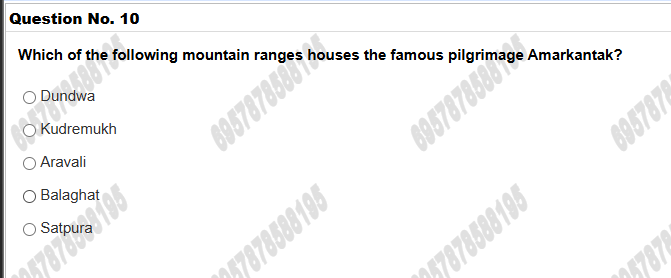 Question No. 10
Which of the following mountain ranges houses the famous pilgrimage Amarkantak?
Dundwa
Kudremukh
Aravali
Balaghat
Satpura